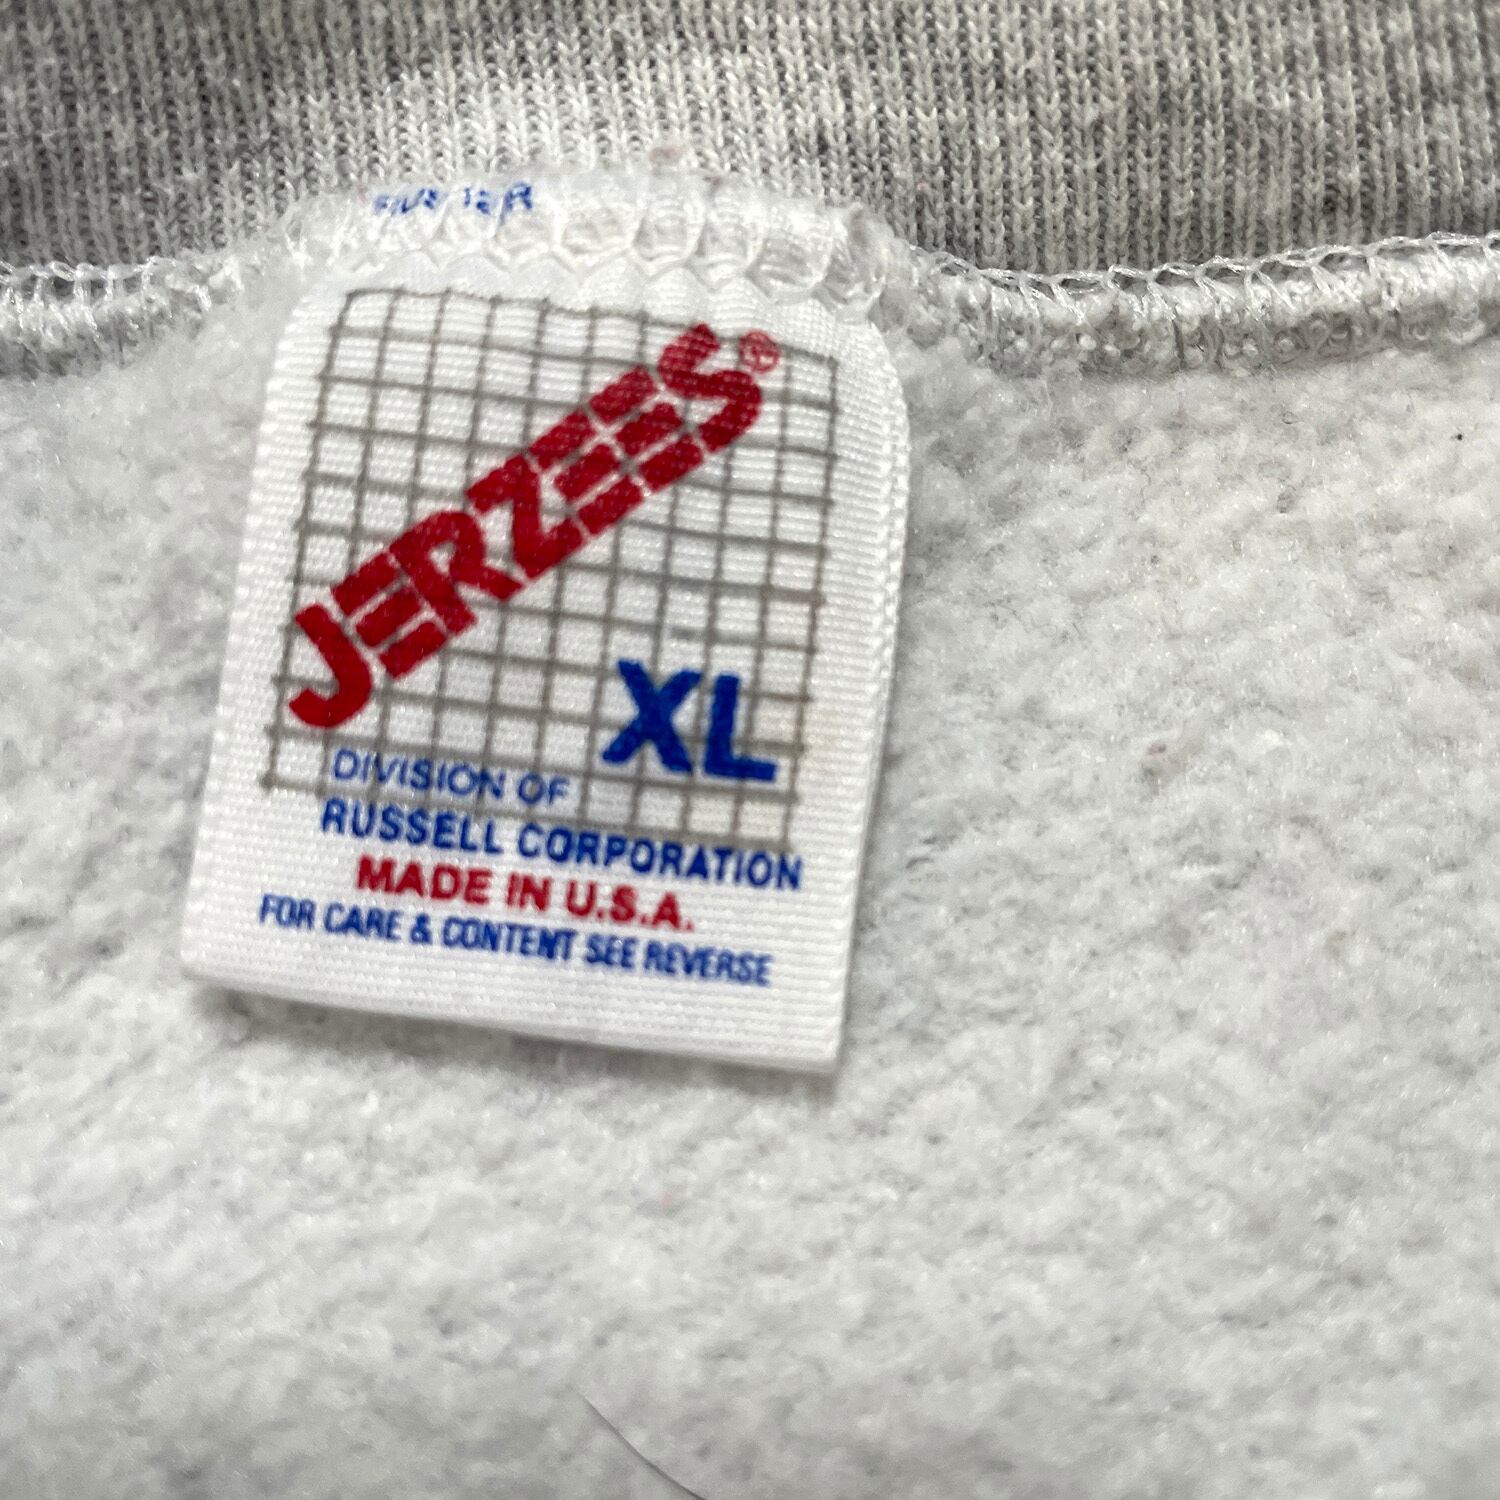 JERZEES®
XL
DIVISION OF
RUSSELL CORPORATION
MADE IN U.S.A.
FOR CARE & CONTENT SEE REVERSE